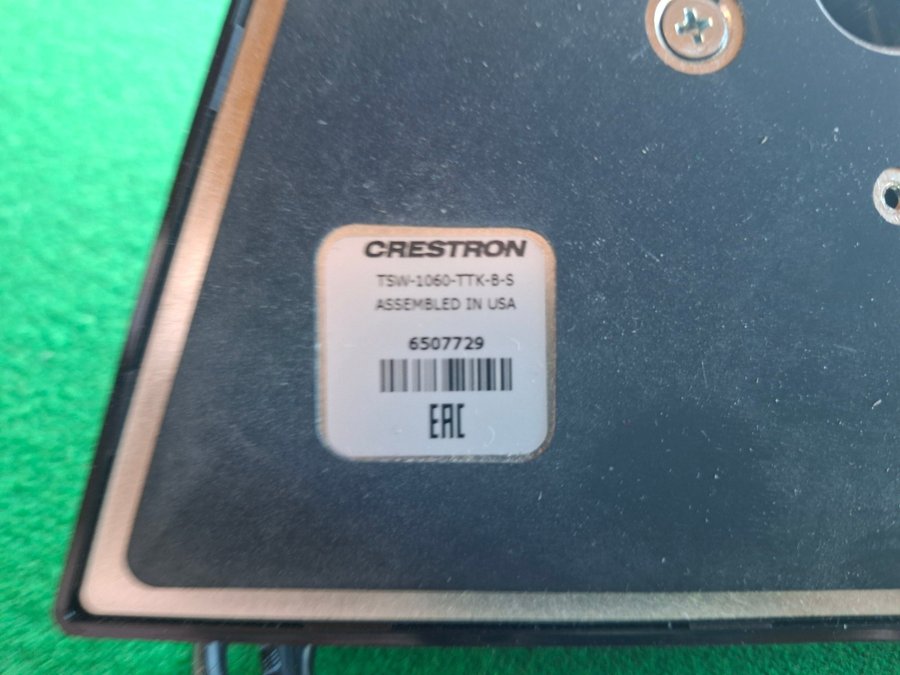 CRESTRON
TSW-1060-TTK-B-S
ASSEMBLED IN USA
6507729
EAC